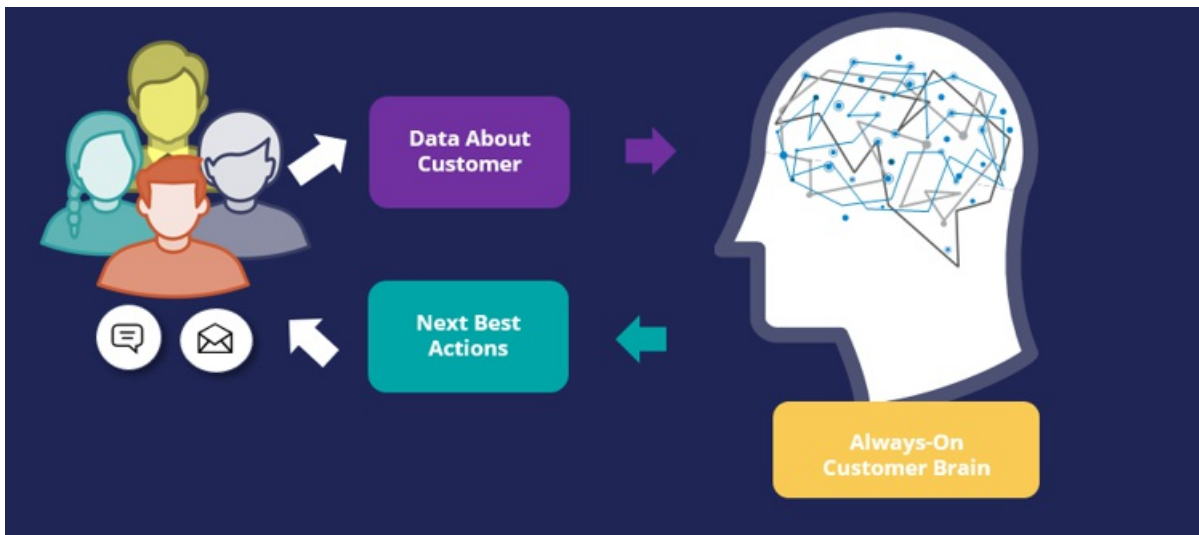 Data About
Customer
Next Best
Actions
Always-On
Customer Brain